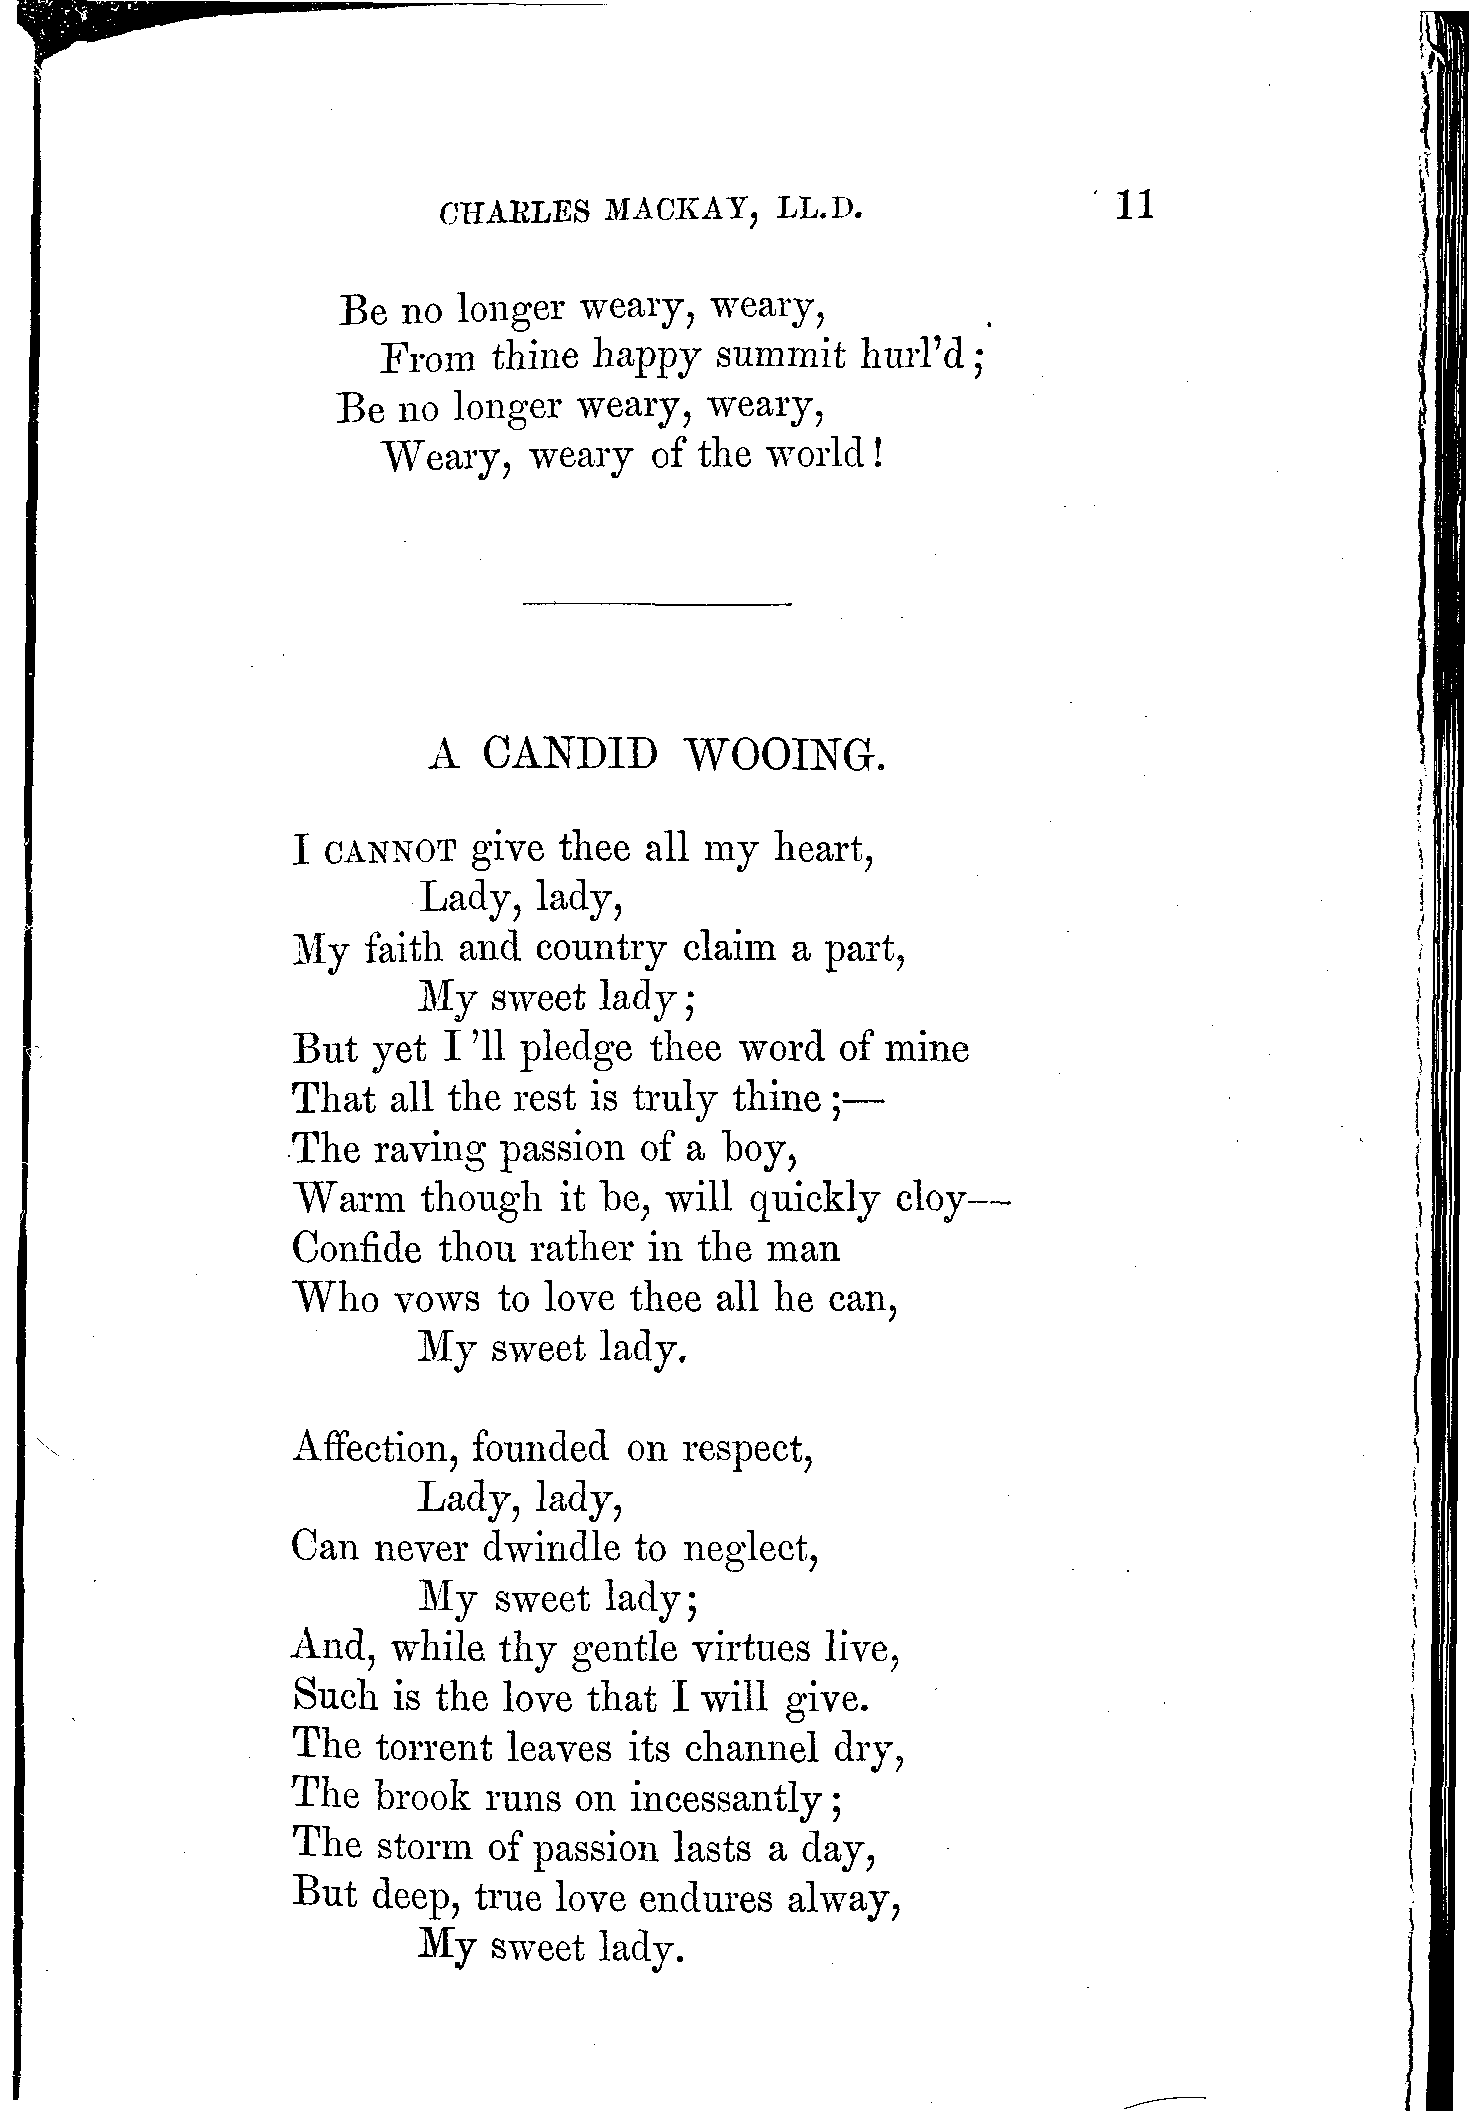 CHARLES MACKAY, LL.D. 11
Be no longer weary, weary,
From thine happy summit hurl'd;
Be no longer weary, weary,
Weary, weary of the world!
A CANDID WOOING.
I CANNOT give thee all my heart,
Lady, lady,
My faith and country claim a part,
My sweet lady;
But yet I 'll pledge thee word of mine
That all the rest is truly thine;—
The raving passion of a boy,
Warm though it be, will quickly cloy—
Confide thou rather in the man
Who vows to love thee all he can,
My sweet lady.
Affection, founded on respect,
Lady, lady,
Can never dwindle to neglect,
My sweet lady;
And, while thy gentle virtues live,
Such is the love that I will give.
The torrent leaves its channel dry,
The brook runs on incessantly;
The storm of passion lasts a day,
But deep, true love endures alway,
My sweet lady.